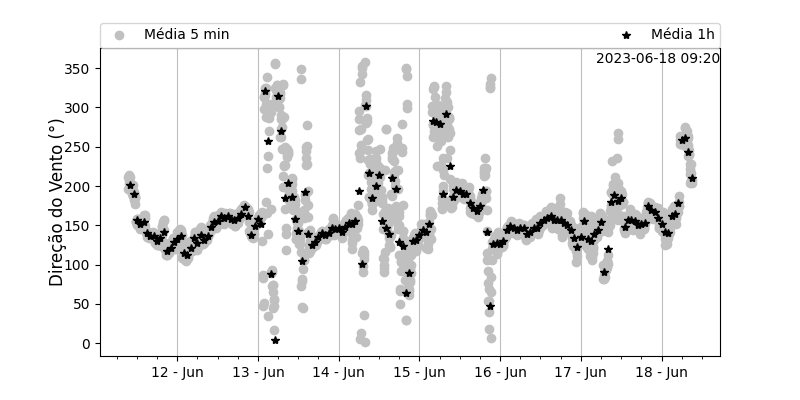 Média 5 min
Média 1h
2023-06-18 09:20
Direção do Vento (°)
350
300
250
200
150
100
50
0
12 - Jun
13 - Jun
14 - Jun
15 - Jun
16 - Jun
17 - Jun
18 - Jun